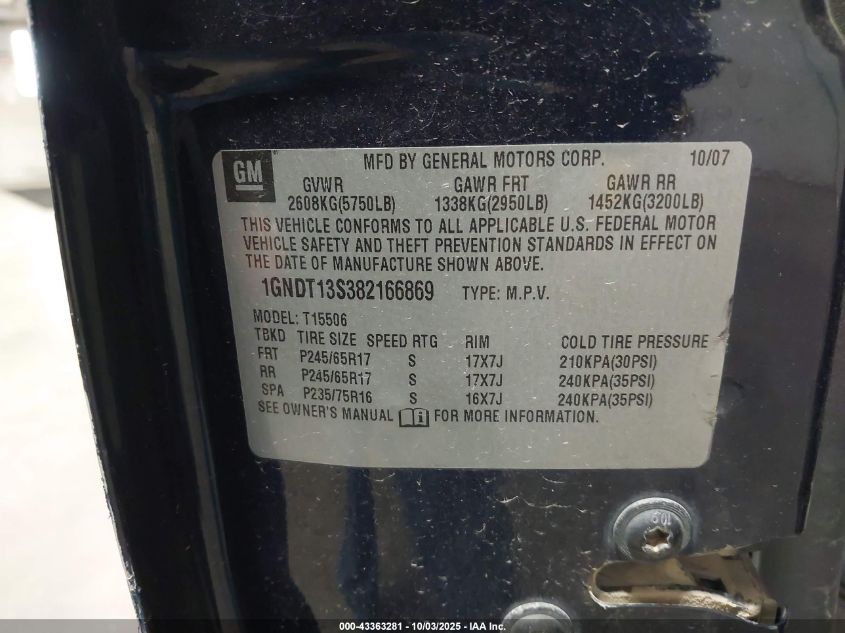 GM
MFD BY GENERAL MOTORS CORP. 10/07
GVWR GAWR FRT GAWR RR
2608KG(5750LB) 1338KG(2950LB) 1452KG(3200LB)
THIS VEHICLE CONFORMS TO ALL APPLICABLE U.S. FEDERAL MOTOR
VEHICLE SAFETY AND THEFT PREVENTION STANDARDS IN EFFECT ON
THE DATE OF MANUFACTURE SHOWN ABOVE.
1GNDT13S382166869 TYPE: M.P.V.
MODEL: T15506
TBKD TIRE SIZE SPEED RTG RIM COLD TIRE PRESSURE
FRT P245/65R17 S 17X7J 210KPA(30PSI)
RR P245/65R17 S 17X7J 240KPA(35PSI)
SPA P235/75R16 S 16X7J 240KPA(35PSI)
SEE OWNER'S MANUAL FOR MORE INFORMATION.
000-43363281 - 10/03/2025 - IAA Inc.